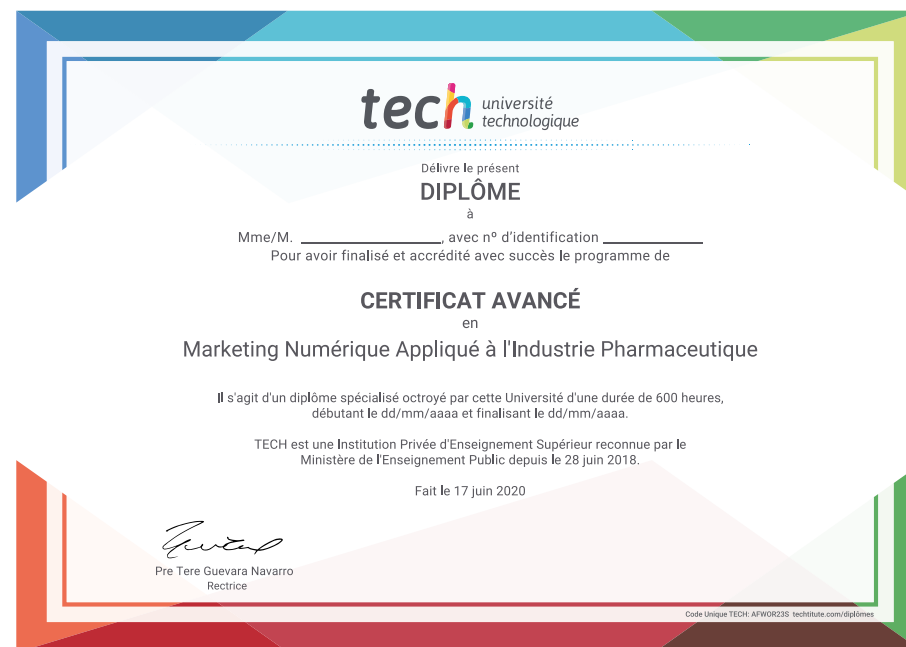 tech université
technologique
Délivre le présent
DIPLÔME
à
Mme/M. ____________________, avec nº d'identification ______________
Pour avoir finalisé et accrédité avec succès le programme de
CERTIFICAT AVANCÉ
en
Marketing Numérique Appliqué à l'Industrie Pharmaceutique
Il s'agit d'un diplôme spécialisé octroyé par cette Université d'une durée de 600 heures,
débutant le dd/mm/aaaa et finalisant le dd/mm/aaaa.
TECH est une Institution Privée d'Enseignement Supérieur reconnue par le
Ministère de l'Enseignement Public depuis le 28 juin 2018.
Fait le 17 juin 2020
Pre Tere Guevara Navarro
Rectrice
Code Unique TECH: AFWOR23S techtitute.com/diplômes